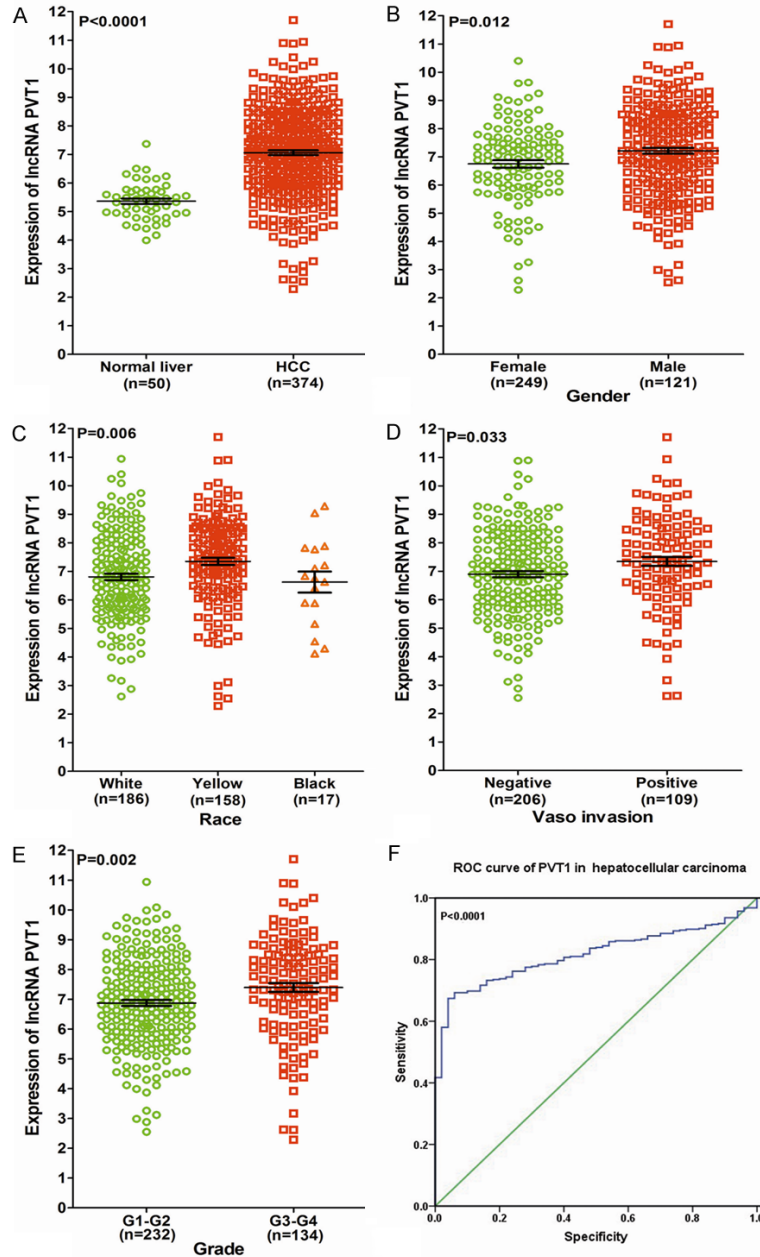 A
P<0.0001
Expression of lncRNA PVT1
12
11
10
9
8
7
6
5
4
3
2
1
0
Normal liver HCC
(n=50) (n=374)
B
P=0.012
Expression of lncRNA PVT1
12
11
10
9
8
7
6
5
4
3
2
1
0
Female Male
(n=249) (n=121)
Gender
C
P=0.006
Expression of lncRNA PVT1
12
11
10
9
8
7
6
5
4
3
2
1
0
White Yellow Black
(n=186) (n=158) (n=17)
Race
D
P=0.033
Expression of lncRNA PVT1
12
11
10
9
8
7
6
5
4
3
2
1
0
Negative Positive
(n=206) (n=109)
Vaso invasion
E
P=0.002
Expression of lncRNA PVT1
12
11
10
9
8
7
6
5
4
3
2
1
0
G1-G2 G3-G4
(n=232) (n=134)
Grade
F
ROC curve of PVT1 in hepatocellular carcinoma
P<0.0001
Sensitivity
1.0
0.8
0.6
0.4
0.2
0.0
0.0 0.2 0.4 0.6 0.8 1.0
Specificity